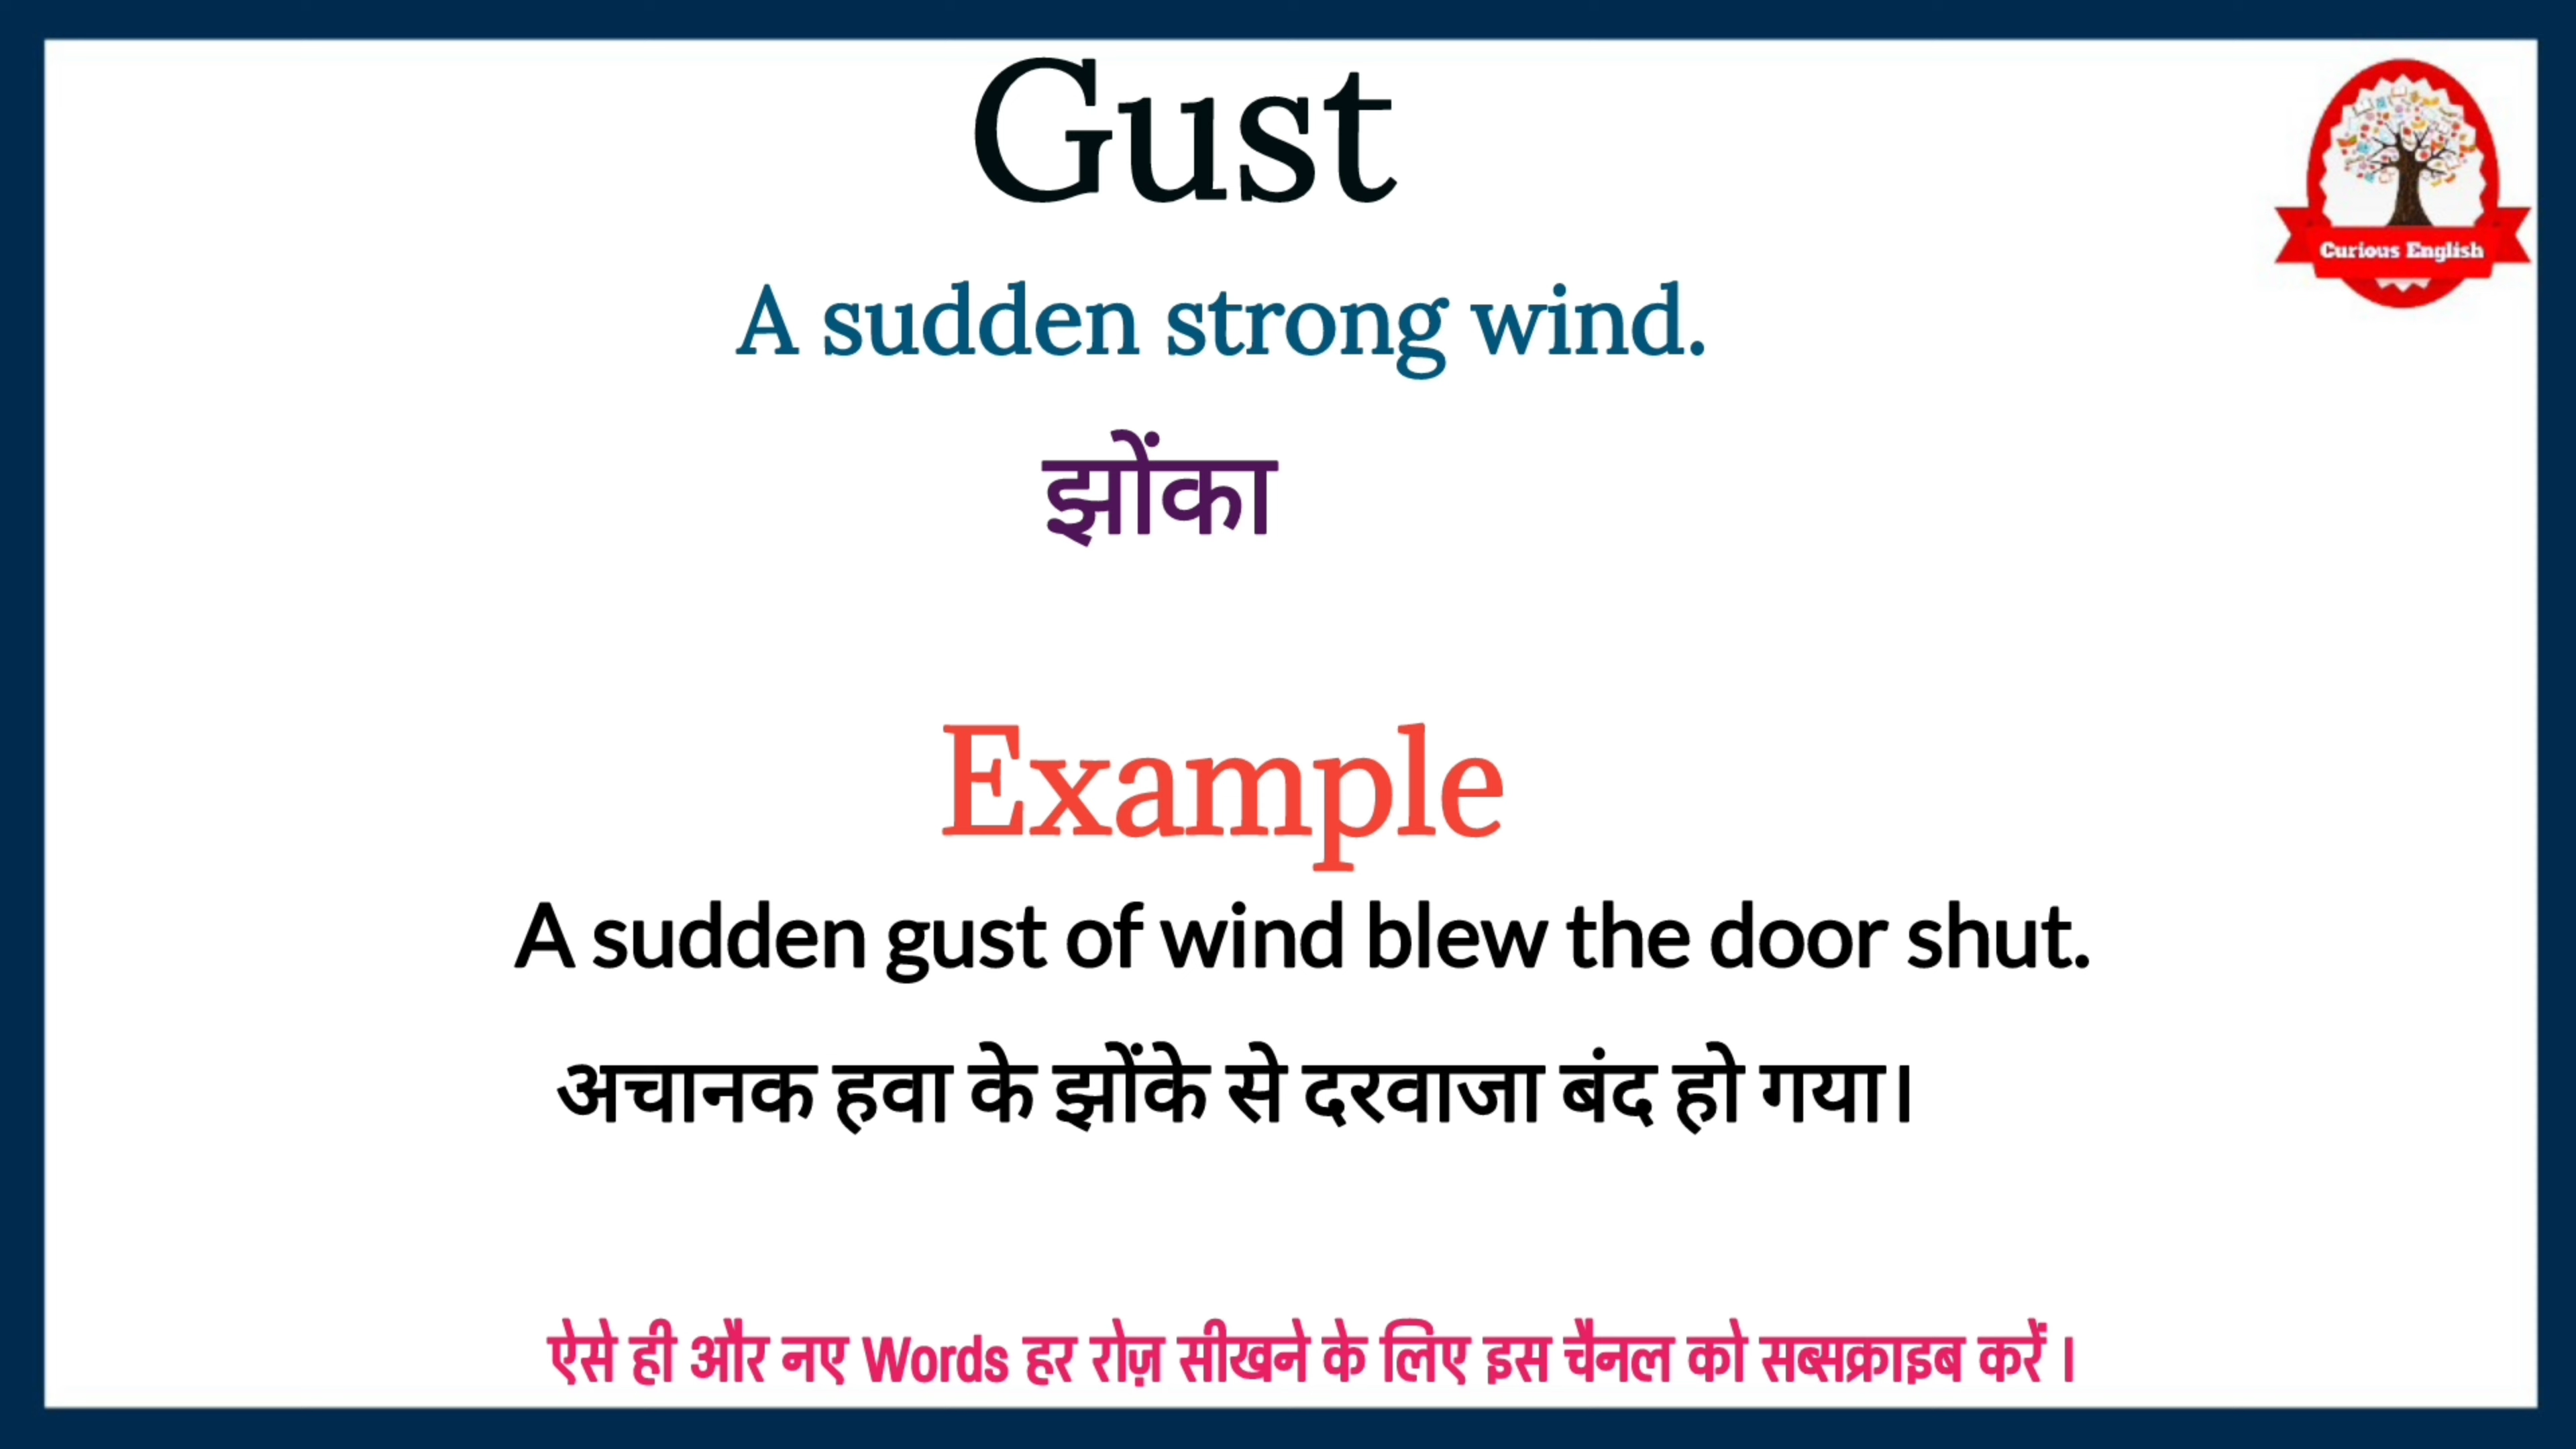 Gust
Curious English
A sudden strong wind.
झोंका
Example
A sudden gust of wind blew the door shut.
अचानक हवा के झोंके से दरवाजा बंद हो गया।
ऐसे ही और नए Words हर रोज़ सीखने के लिए इस चैनल को सब्सक्राइब करें ।